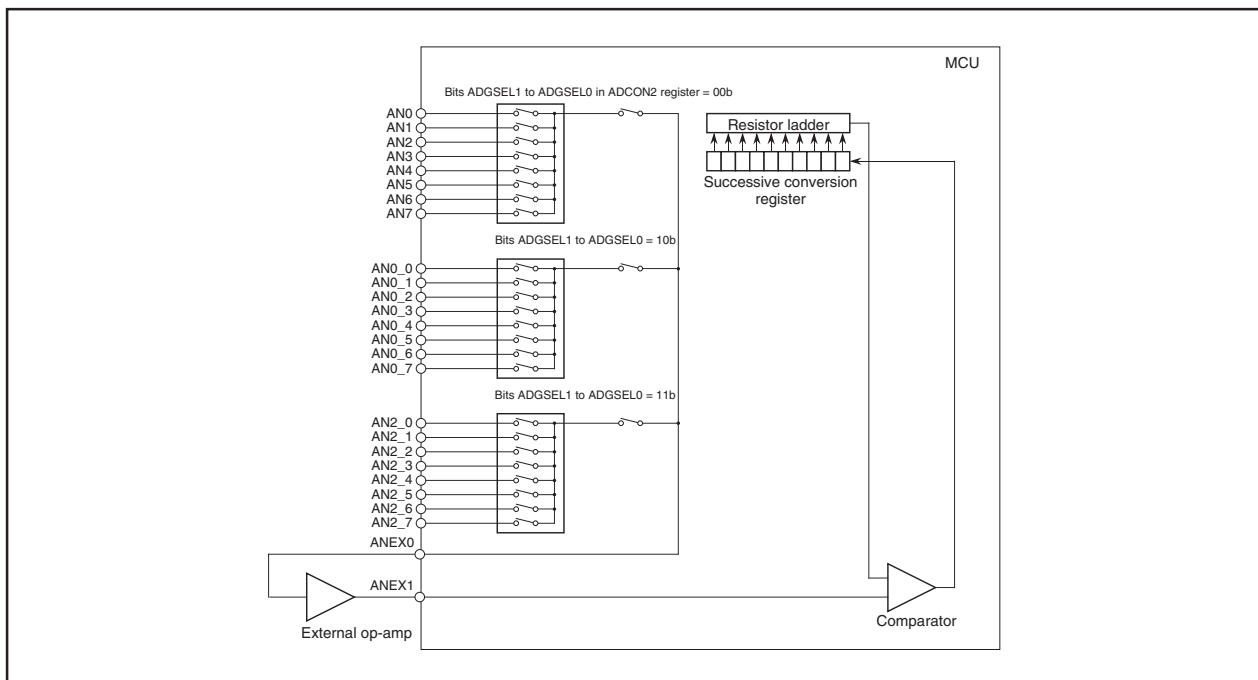 MCU
Bits ADGSEL1 to ADGSEL0 in ADCON2 register = 00b
AN0
AN1
AN2
AN3
AN4
AN5
AN6
AN7
Resistor ladder
Successive conversion
register
Bits ADGSEL1 to ADGSEL0 = 10b
AN0_0
AN0_1
AN0_2
AN0_3
AN0_4
AN0_5
AN0_6
AN0_7
Bits ADGSEL1 to ADGSEL0 = 11b
AN2_0
AN2_1
AN2_2
AN2_3
AN2_4
AN2_5
AN2_6
AN2_7
ANEX0
ANEX1
External op-amp
Comparator